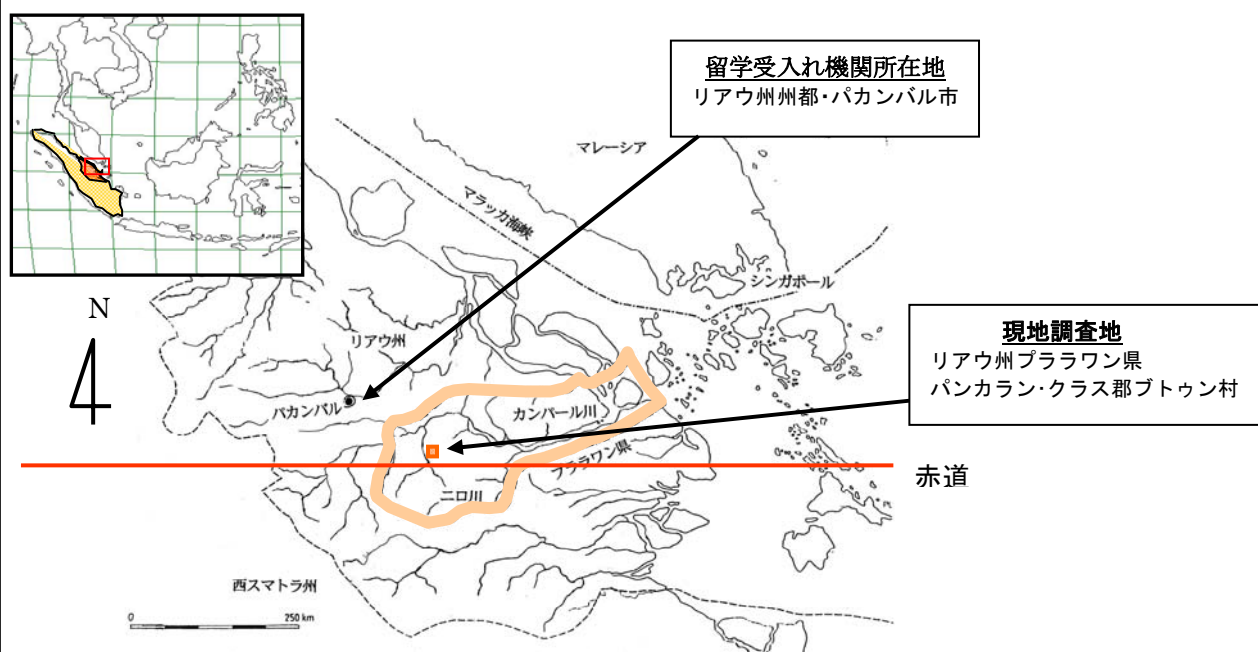 留学受入れ機関所在地
リアウ州州都・パカンバル市
マレーシア
マラッカ海峡
シンガポール
N
現地調査地
リアウ州プララワン県
パンカラン・クラス郡ブトゥン村
リアウ州
パカンバル
カンパール川
プララワン県
赤道
ニロ川
西スマトラ州
0
250 km